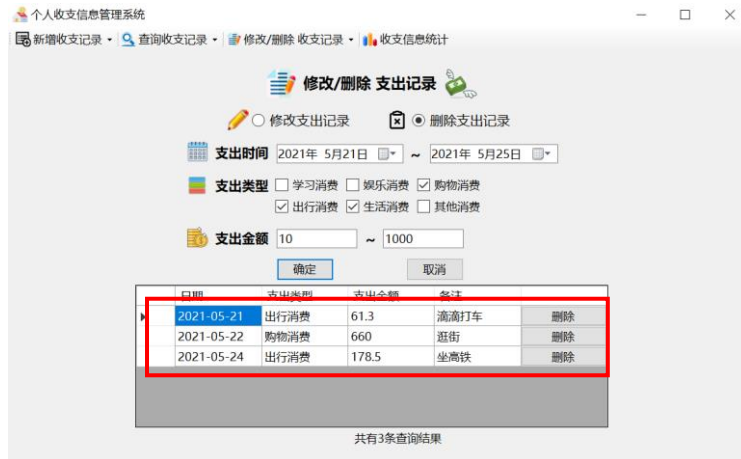 个人收支信息管理系统
新增收支记录 查询收支记录 修改/删除 收支记录 收支信息统计
修改/删除 支出记录
修改支出记录 删除支出记录
支出时间 2021年 5月21日 ~ 2021年 5月25日
支出类型 学习消费 娱乐消费 购物消费
出行消费 生活消费 其他消费
支出金额 10 ~ 1000
确定 取消
日期 支出类型 支出金额 备注
2021-05-21 出行消费 61.3 滴滴打车 删除
2021-05-22 购物消费 660 逛街 删除
2021-05-24 出行消费 178.5 坐高铁 删除
共有3条查询结果